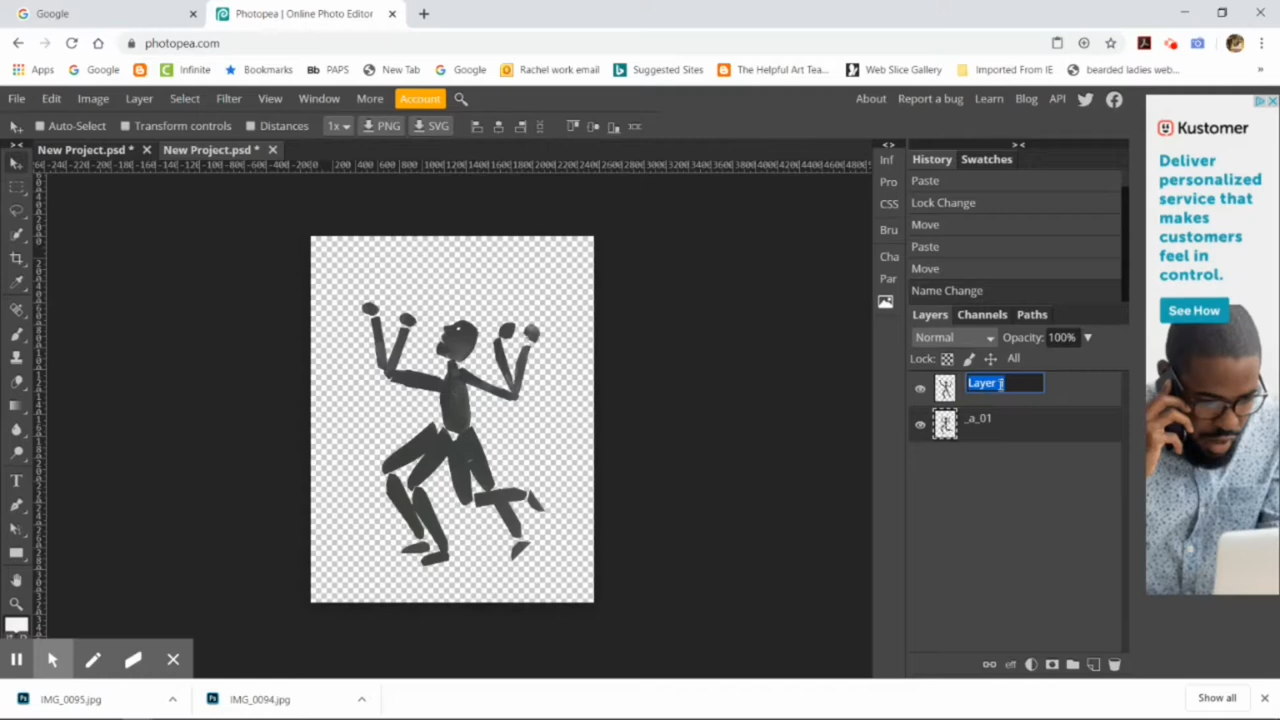 Google
Photopea | Online Photo Editor
photopea.com
Apps Google Infinite Bookmarks Bb PAPS New Tab Google Rachel work email Suggested Sites The Helpful Art Tea... Web Slice Gallery Imported From IE bearded ladies web... »
File Edit Image Layer Select Filter View Window More Account About Report a bug Learn Blog API
Auto-Select Transform controls Distances 1x PNG SVG
New Project.psd * New Project.psd *
Inf
Pro
CSS
Bru
Cha
Par
History Swatches
Paste
Lock Change
Move
Paste
Move
Name Change
Layers Channels Paths
Normal Opacity: 100%
Lock: All
Layer
_a_01
Kustomer
Deliver
personalized
service that
makes
customers
feel in
control.
See How
eff
IMG_0095.jpg IMG_0094.jpg Show all